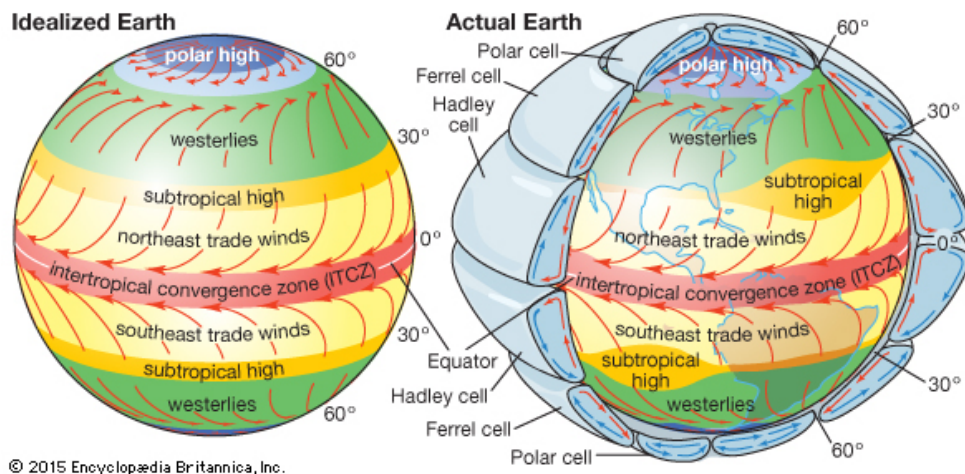 Idealized Earth
polar high
60°
westerlies
30°
subtropical high
northeast trade winds
0°
intertropical convergence zone (ITCZ)
southeast trade winds
30°
subtropical high
westerlies
60°
Actual Earth
Polar cell
Ferrel cell
Hadley
cell
polar high
60°
30°
westerlies
subtropical
high
northeast trade winds
0°
intertropical convergence zone (ITCZ)
southeast trade winds
Equator
subtropical
high
30°
Hadley cell
westerlies
Ferrel cell
60°
Polar cell
© 2015 Encyclopædia Britannica, Inc.